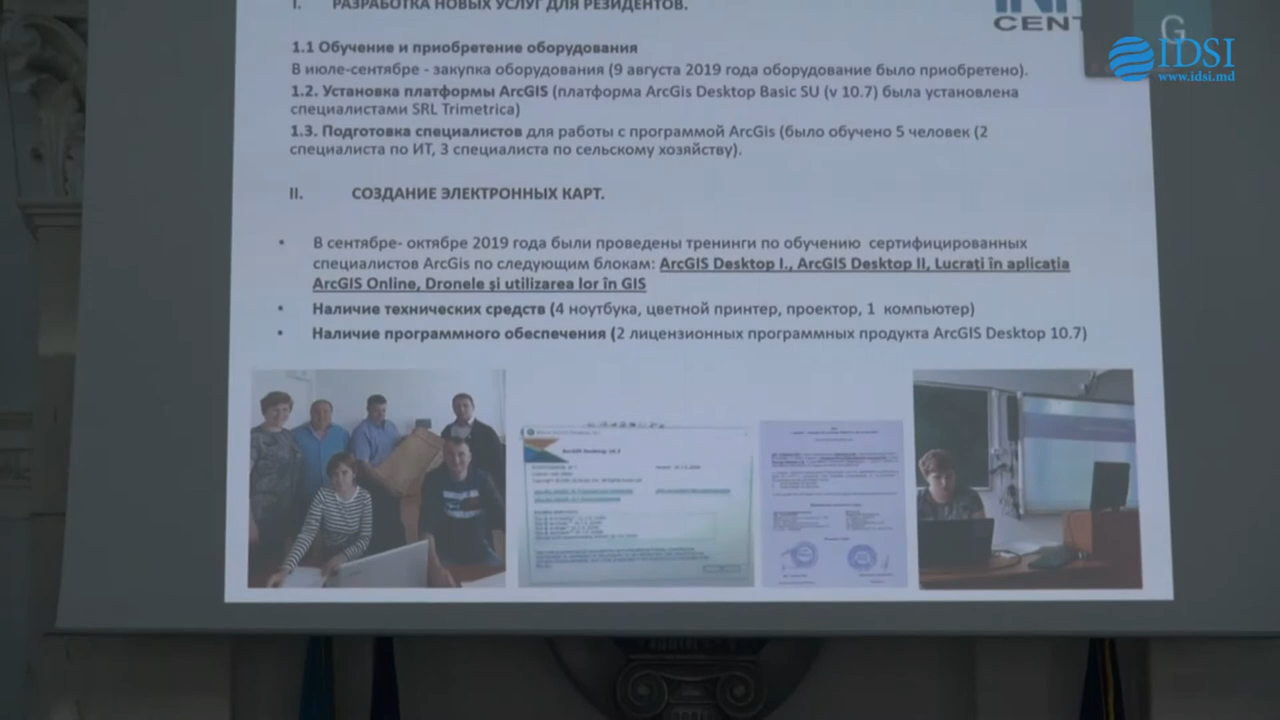 I. РАЗРАБОТКА НОВЫХ УСЛУГ ДЛЯ РЕЗИДЕНТОВ.
CENT
G
IDSI
www.idsi.md
1.1 Обучение и приобретение оборудования
В июле-сентябре - закупка оборудования (9 августа 2019 года оборудование было приобретено).
1.2. Установка платформы ArcGIS (платформа ArcGis Desktop Basic SU (v 10.7) была установлена
специалистами SRL Trimetrica)
1.3. Подготовка специалистов для работы с программой ArcGis (было обучено 5 человек (2
специалиста по ИТ, 3 специалиста по сельскому хозяйству).
II. СОЗДАНИЕ ЭЛЕКТРОННЫХ КАРТ.
• В сентябре- октябре 2019 года были проведены тренинги по обучению сертифицированных
специалистов ArcGis по следующим блокам: ArcGIS Desktop I., ArcGIS Desktop II, Lucrați în aplicația
ArcGIS Online, Dronele și utilizarea lor în GIS
• Наличие технических средств (4 ноутбука, цветной принтер, проектор, 1 компьютер)
• Наличие программного обеспечения (2 лицензионных программных продукта ArcGIS Desktop 10.7)